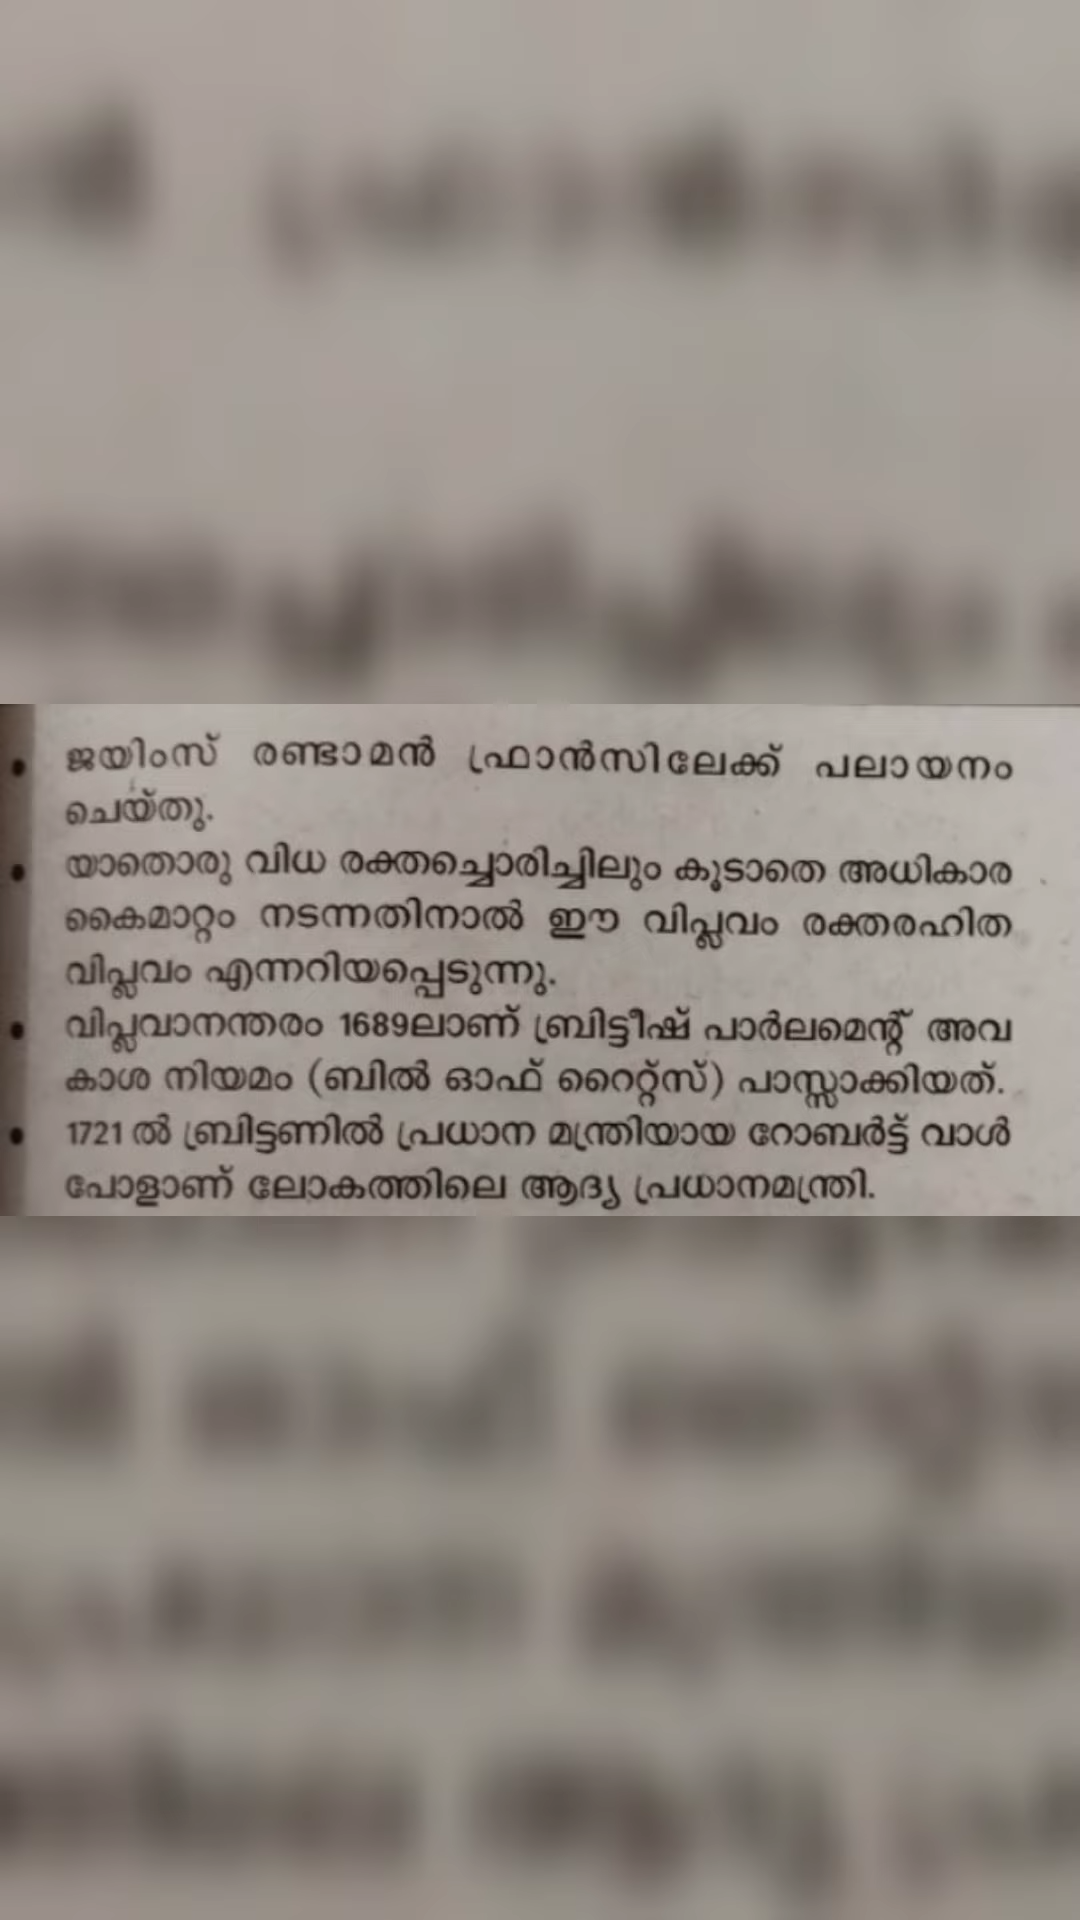 • ജയിംസ് രണ്ടാമൻ ഫ്രാൻസിലേക്ക് പലായനം
ചെയ്തു.
• യാതൊരു വിധ രക്തച്ചൊരിച്ചിലും കൂടാതെ അധികാര
കൈമാറ്റം നടന്നതിനാൽ ഈ വിപ്ലവം രക്തരഹിത
വിപ്ലവം എന്നറിയപ്പെടുന്നു.
• വിപ്ലവാനന്തരം 1689ലാണ് ബ്രിട്ടീഷ് പാർലമെന്റ് അവ
കാശ നിയമം (ബിൽ ഓഫ് റൈറ്റ്സ്) പാസ്സാക്കിയത്.
• 1721 ൽ ബ്രിട്ടണിൽ പ്രധാന മന്ത്രിയായ റോബർട്ട് വാൾ
പോളാണ് ലോകത്തിലെ ആദ്യ പ്രധാനമന്ത്രി.